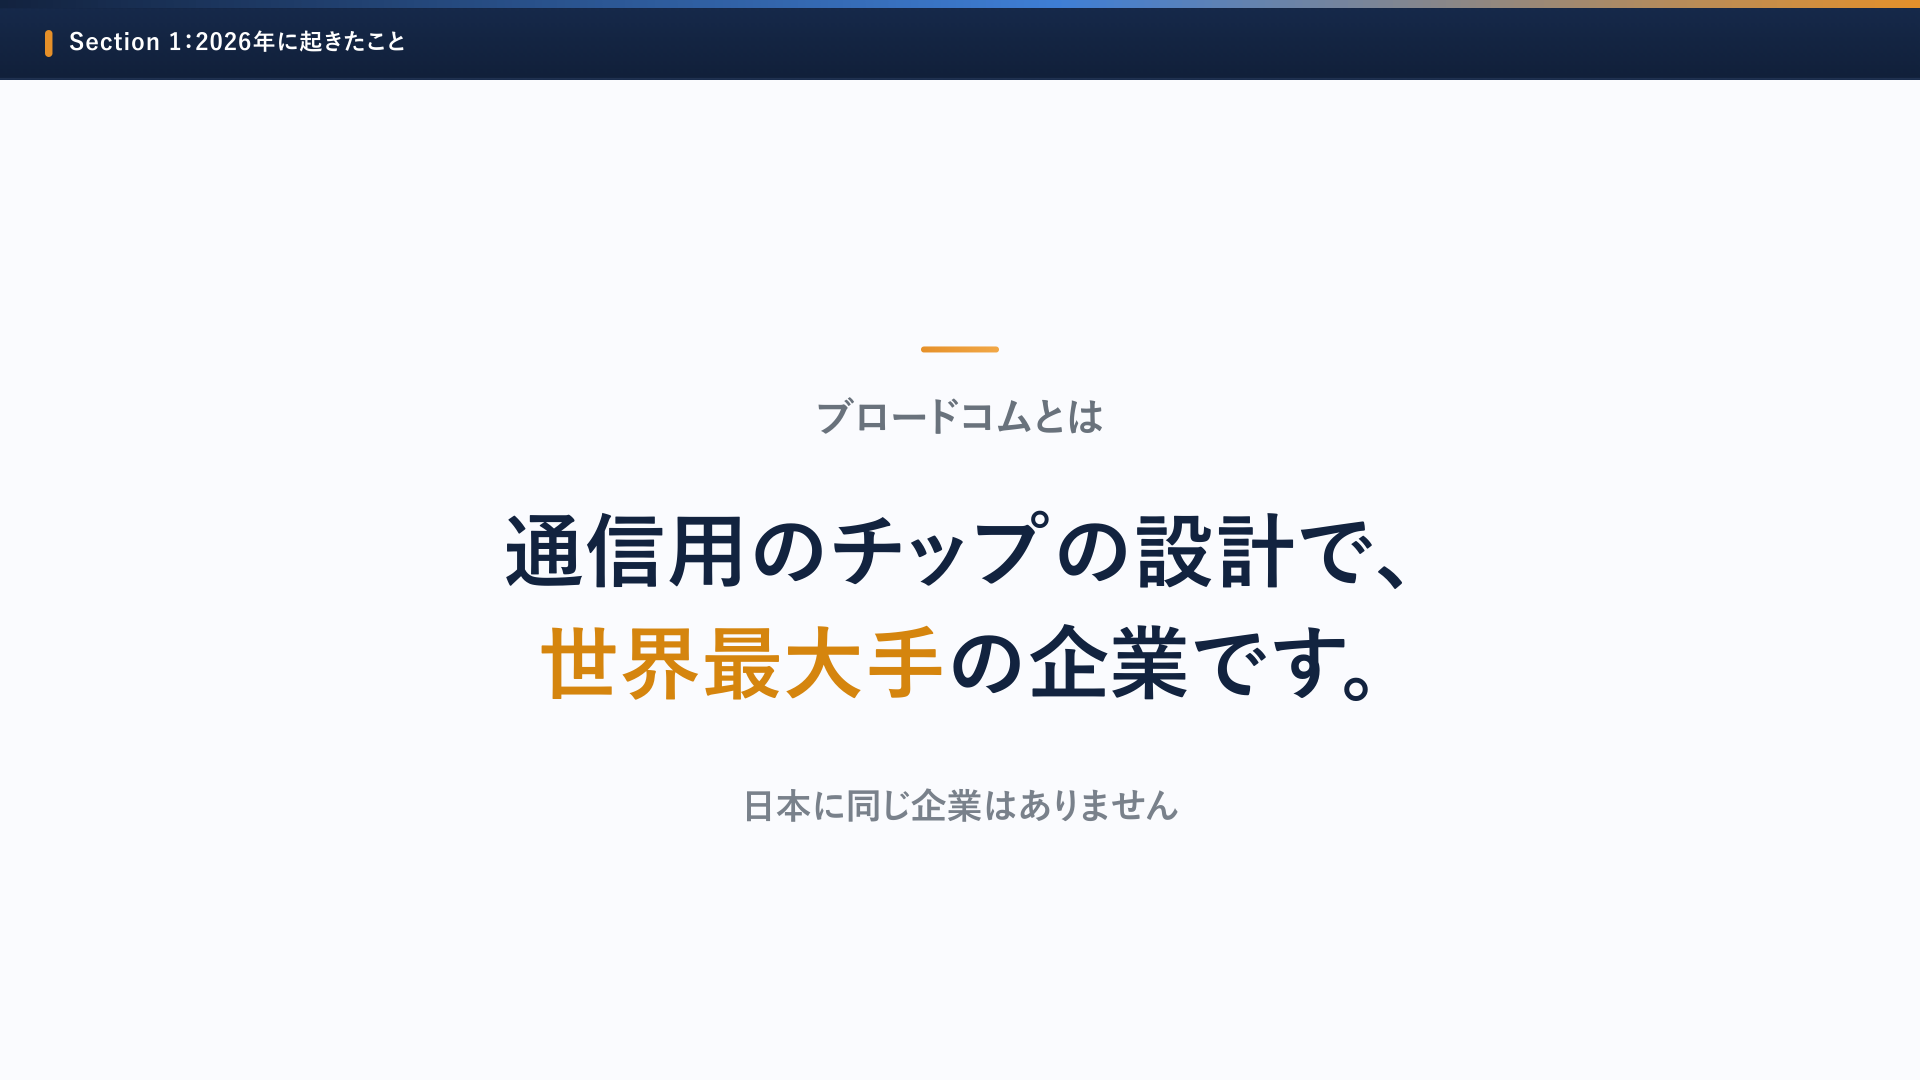 Section 1：2026年に起きたこと
ブロードコムとは
通信用のチップの設計で、
世界最大手の企業です。
日本に同じ企業はありません